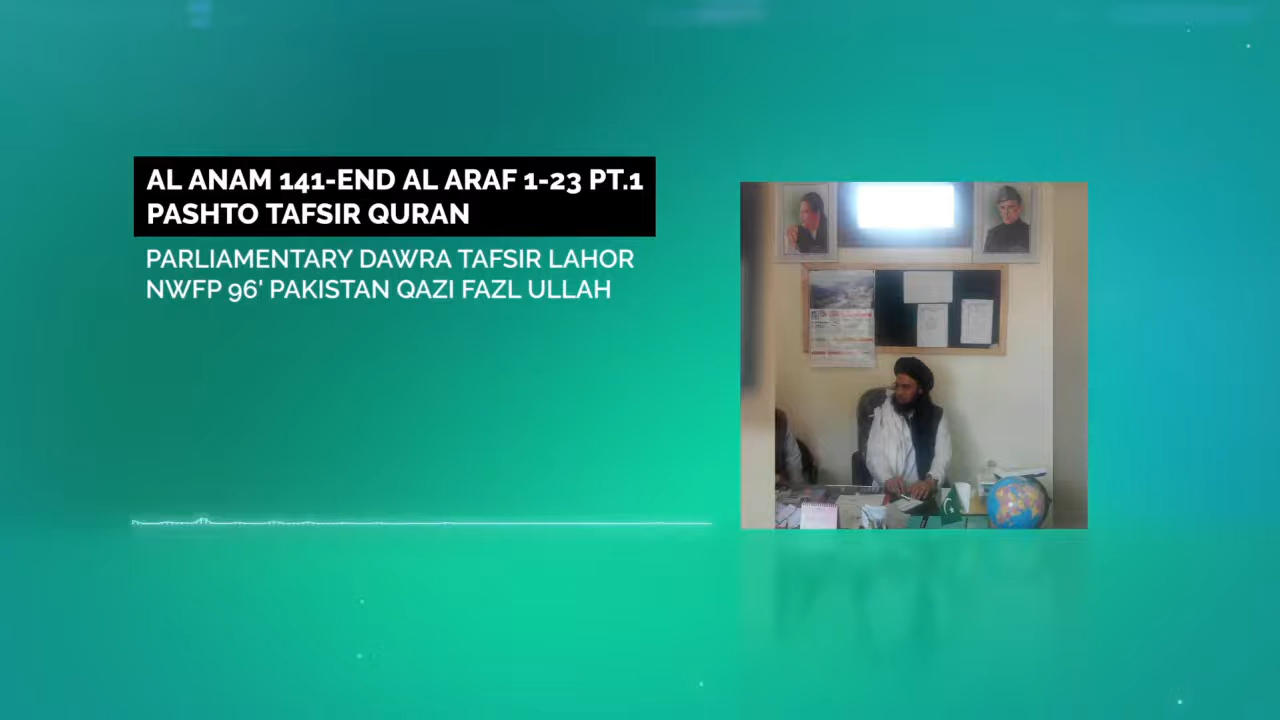 AL ANAM 141-END AL ARAF 1-23 PT.1
PASHTO TAFSIR QURAN
PARLIAMENTARY DAWRA TAFSIR LAHOR
NWFP 96' PAKISTAN QAZI FAZL ULLAH